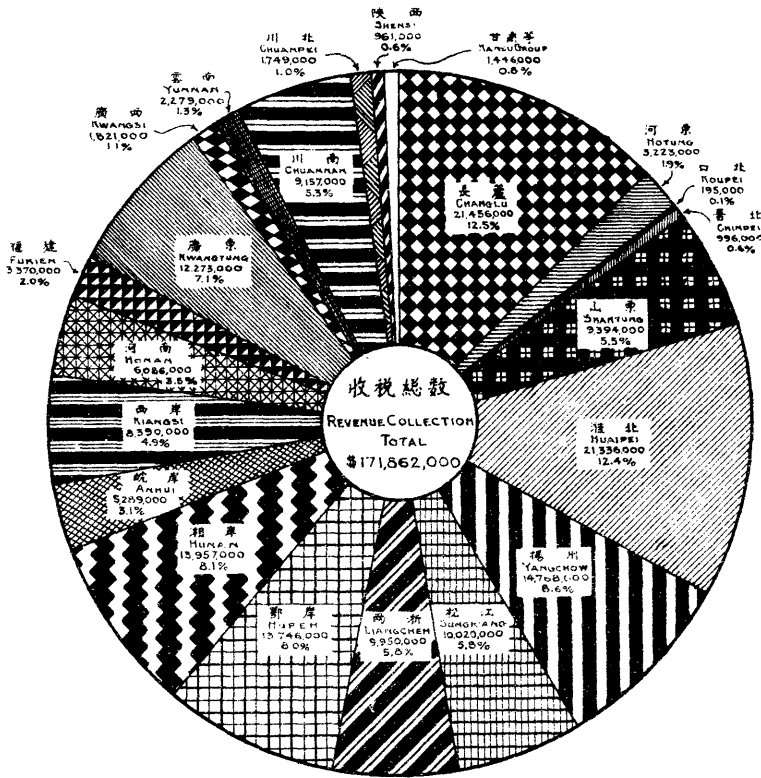 收税總数
REVENUE COLLECTION
TOTAL
$171,862,000
長蘆
CHANGLU
21,456,000
12.5%
河東
HOTUNG
3,223,000
1.9%
口北
KOUPEI
195,000
0.1%
晉北
CHINPEI
996,000
0.6%
山東
SHANTUNG
9,394,000
5.5%
淮北
HUAIPEI
21,336,000
12.4%
揚州
YANGCHOW
14,768,000
8.6%
松江
SUNGKIANG
10,020,000
5.8%
両淅
LIANGCHEH
9,950,000
5.8%
鄂岸
HUPEH
13,746,000
8.0%
湘岸
HUNAN
13,957,000
8.1%
皖岸
ANHUI
5,289,000
3.1%
西岸
KIANGSI
8,390,000
4.9%
河南
HONAN
6,086,000
3.5%
福建
FUKIEN
3,370,000
2.0%
廣東
KWANGTUNG
12,273,000
7.1%
廣西
KWANGSI
1,821,000
1.1%
雲南
YUNNAN
2,279,000
1.3%
川南
CHUANNAN
9,157,000
5.3%
川北
CHUANPEI
1,749,000
1.0%
陝西
SHENSI
961,000
0.6%
甘肅等
KANSU GROUP
1,446,000
0.8%